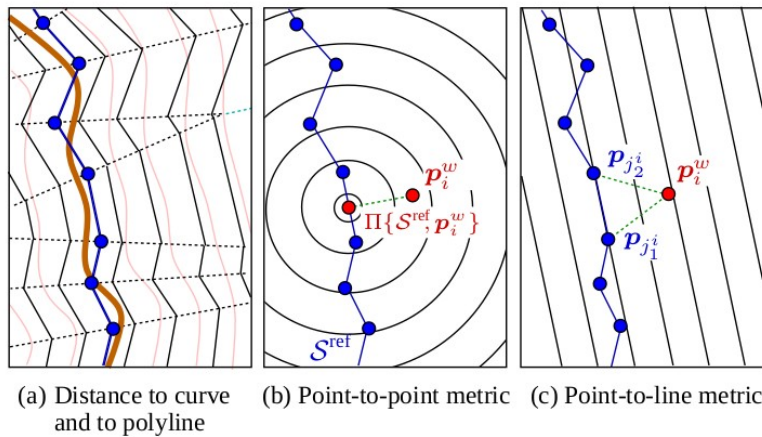 p_i^w
Π{S^ref, p_i^w}
S^ref
p_{j_2^i}
p_i^w
p_{j_1^i}
(a) Distance to curve
and to polyline
(b) Point-to-point metric
(c) Point-to-line metric